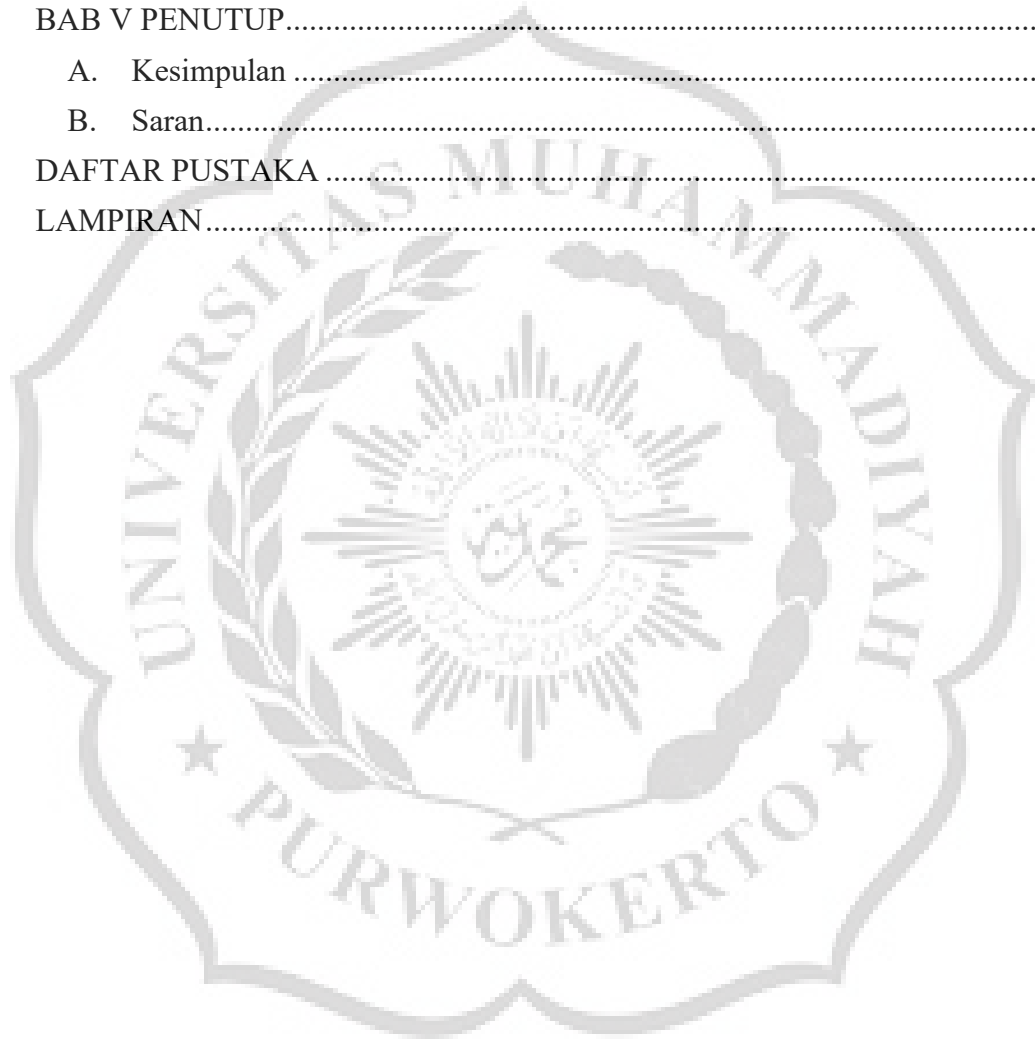 BAB V PENUTUP................................................................................................
A. Kesimpulan ................................................................................................
B. Saran................................................................................................
DAFTAR PUSTAKA ................................................................................................
LAMPIRAN................................................................................................
UNIVERSITAS MUHAMMADIYAH
PURWOKERTO